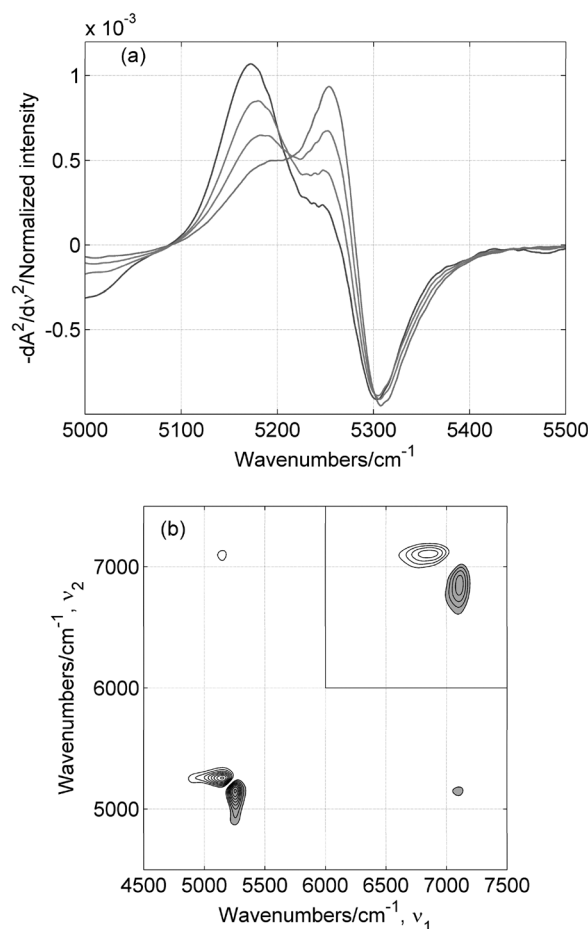 x 10⁻³
(a)
1
0.5
0
-0.5
-dA²/dν²/Normalized intensity
5000 5100 5200 5300 5400 5500
Wavenumbers/cm⁻¹
(b)
7000
6000
5000
Wavenumbers/cm⁻¹, ν₂
4500 5000 5500 6000 6500 7000 7500
Wavenumbers/cm⁻¹, ν₁